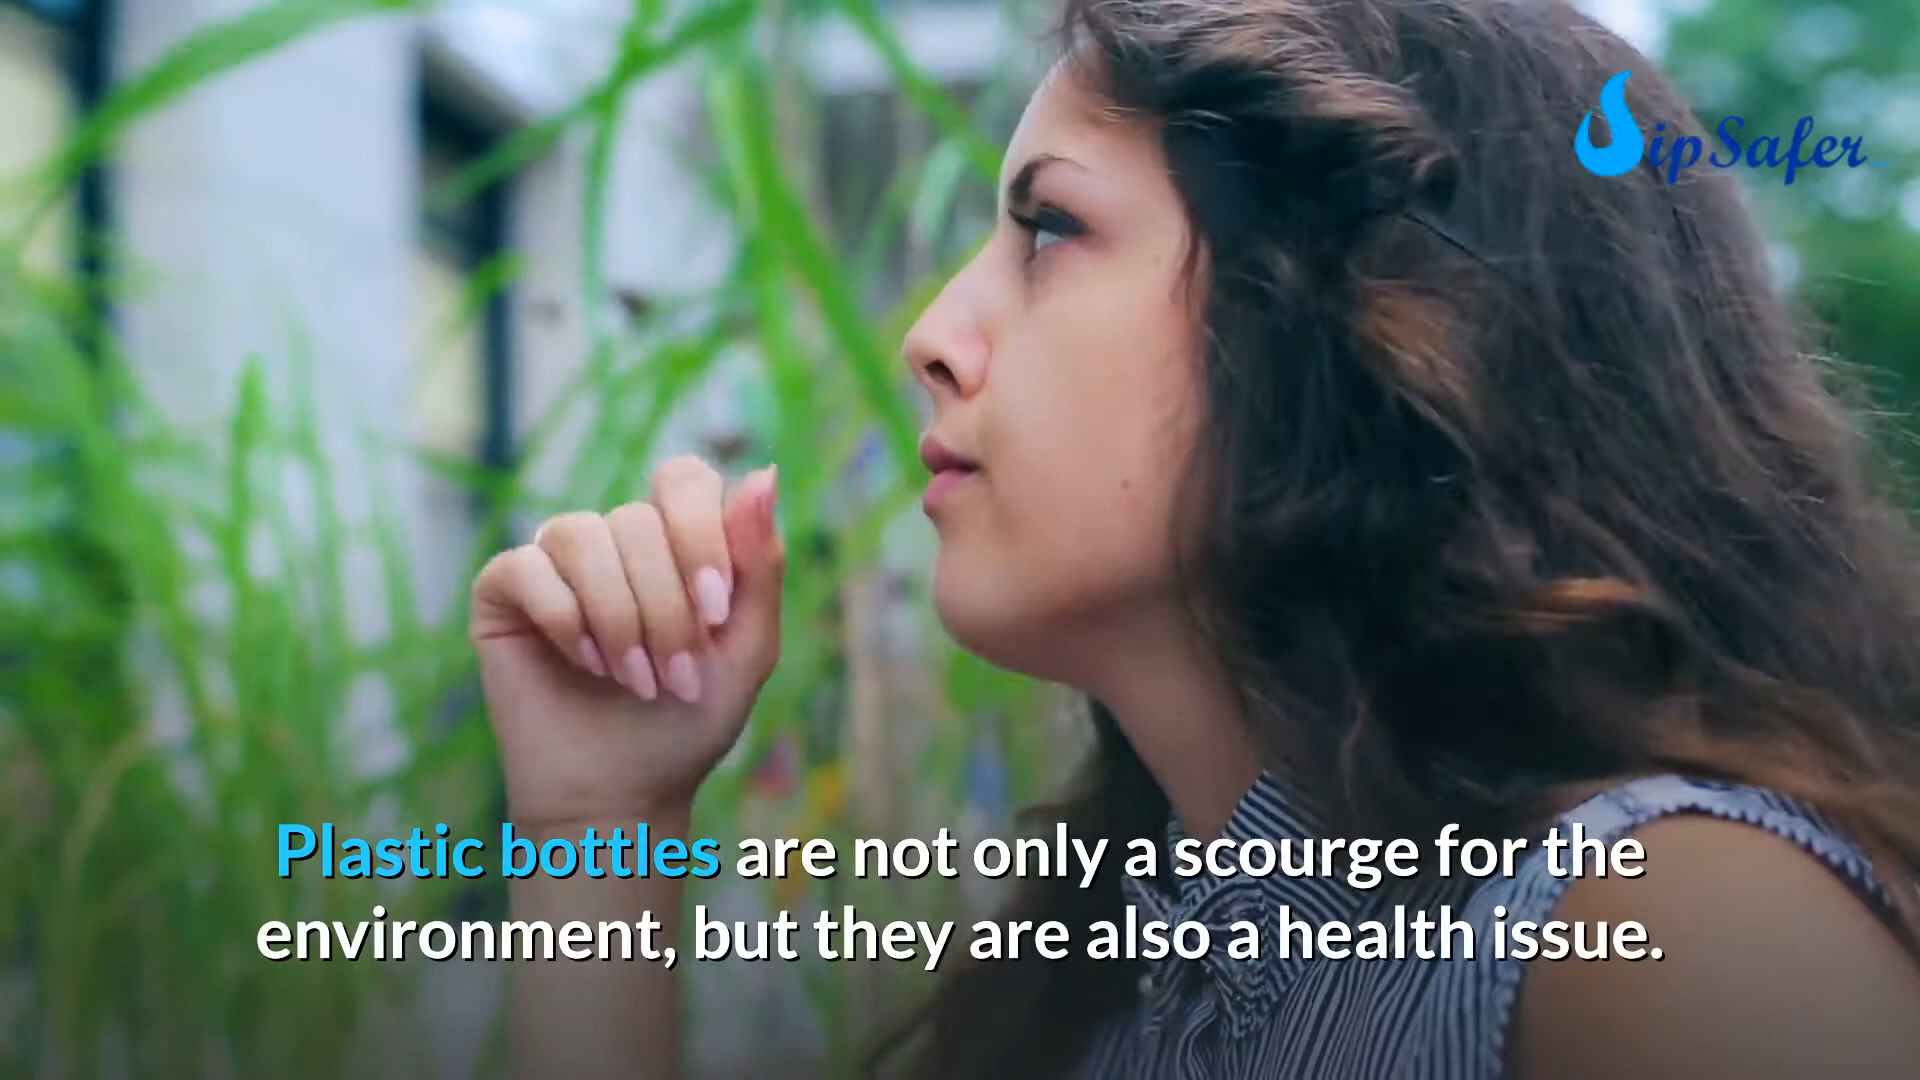 SipSafer
Plastic bottles are not only a scourge for the
environment, but they are also a health issue.